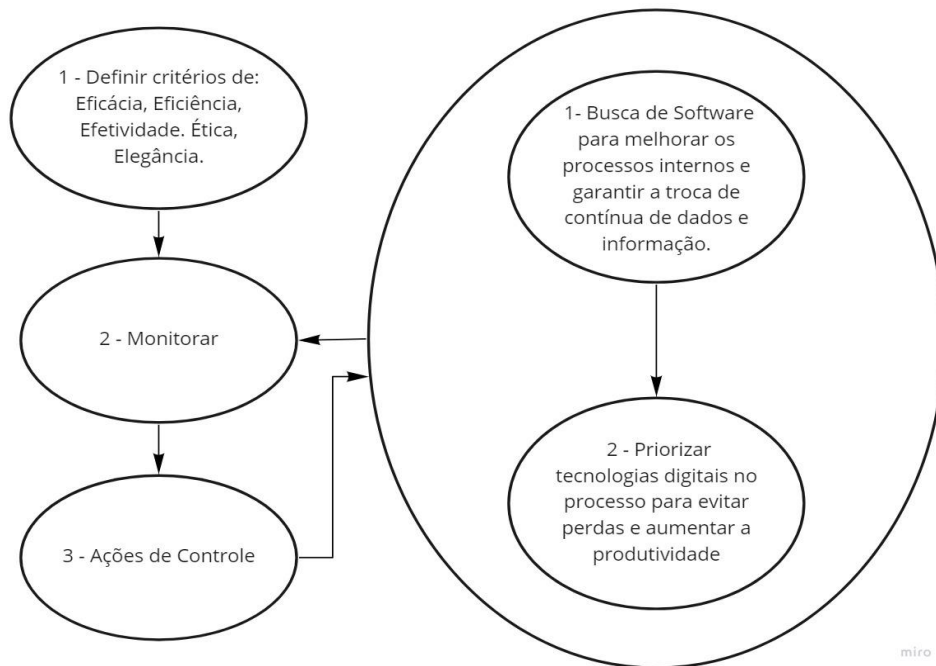 1 - Definir critérios de:
Eficácia, Eficiência,
Efetividade. Ética,
Elegância.
2 - Monitorar
3 - Ações de Controle
1- Busca de Software
para melhorar os
processos internos e
garantir a troca de
contínua de dados e
informação.
2 - Priorizar
tecnologias digitais no
processo para evitar
perdas e aumentar a
produtividade
miro